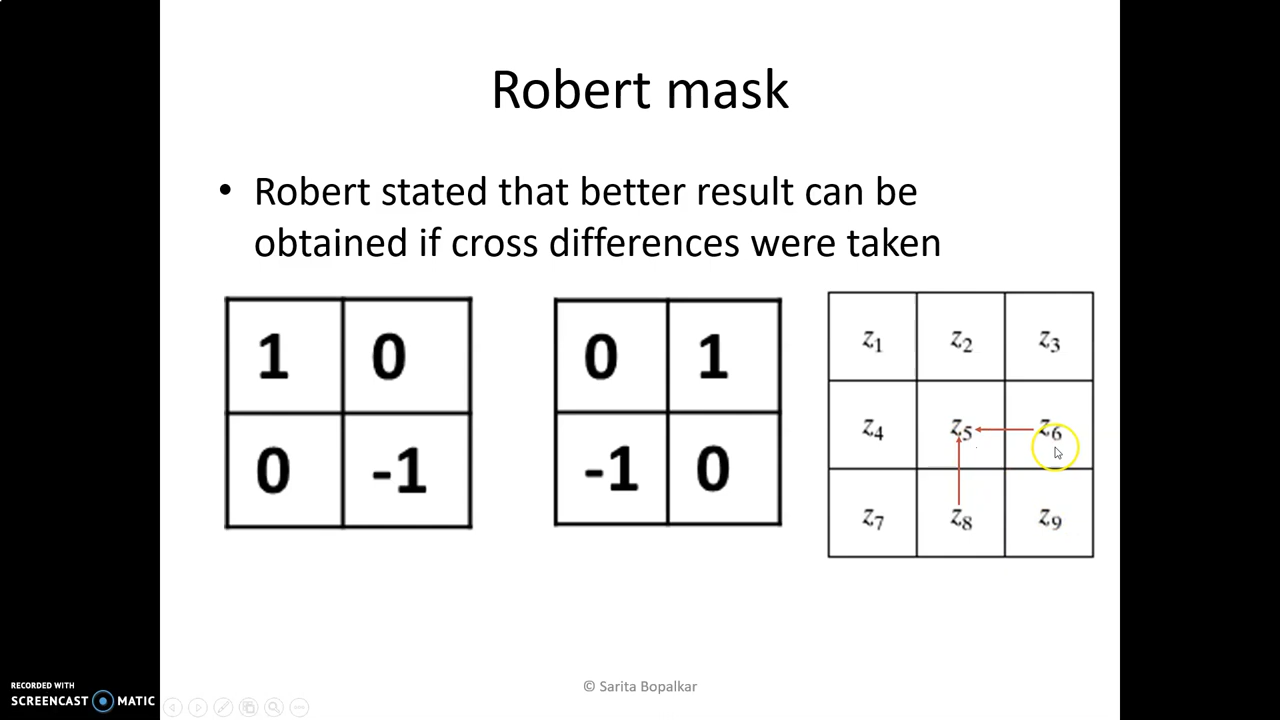 Robert mask
• Robert stated that better result can be
obtained if cross differences were taken
1 0
0 -1
0 1
-1 0
z1 z2 z3
z4 z5 z6
z7 z8 z9
© Sarita Bopalkar
RECORDED WITH
SCREENCAST MATIC